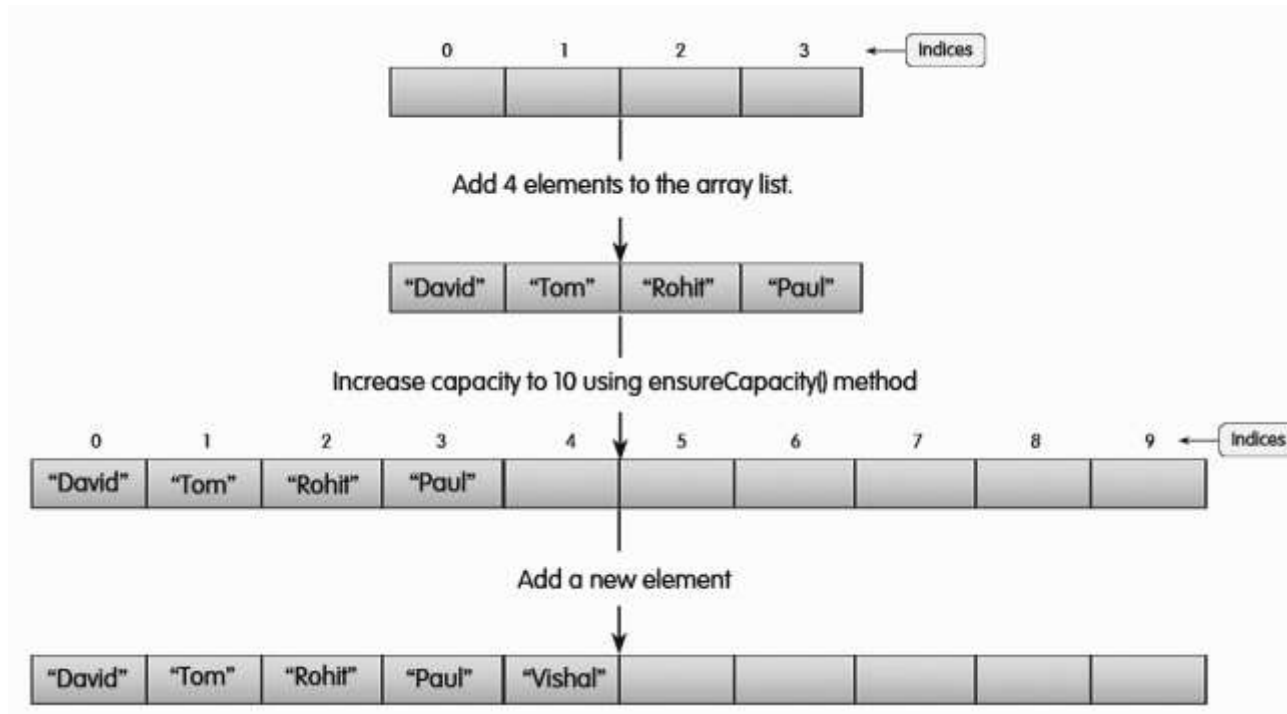 0 1 2 3 Indices
Add 4 elements to the array list.
“David” “Tom” “Rohit” “Paul”
Increase capacity to 10 using ensureCapacity() method
0 1 2 3 4 5 6 7 8 9 Indices
“David” “Tom” “Rohit” “Paul”
Add a new element
“David” “Tom” “Rohit” “Paul” “Vishal”